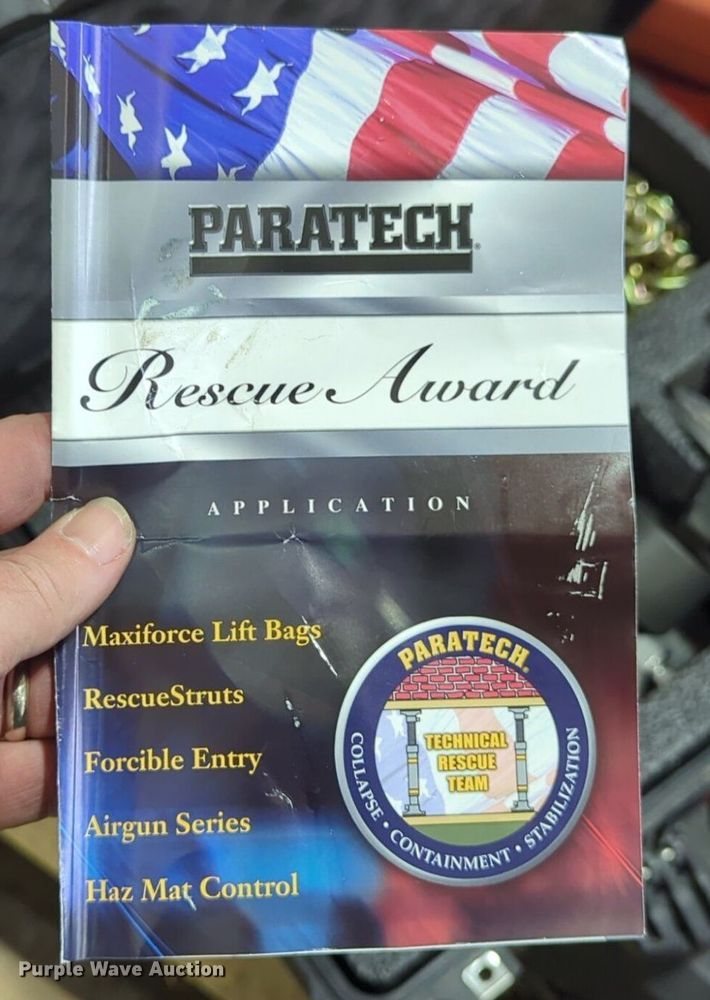 PARATECH®
Rescue Award
APPLICATION
Maxiforce Lift Bags
RescueStruts
Forcible Entry
Airgun Series
Haz Mat Control
PARATECH®
TECHNICAL
RESCUE
TEAM
COLLAPSE • CONTAINMENT • STABILIZATION
Purple Wave Auction